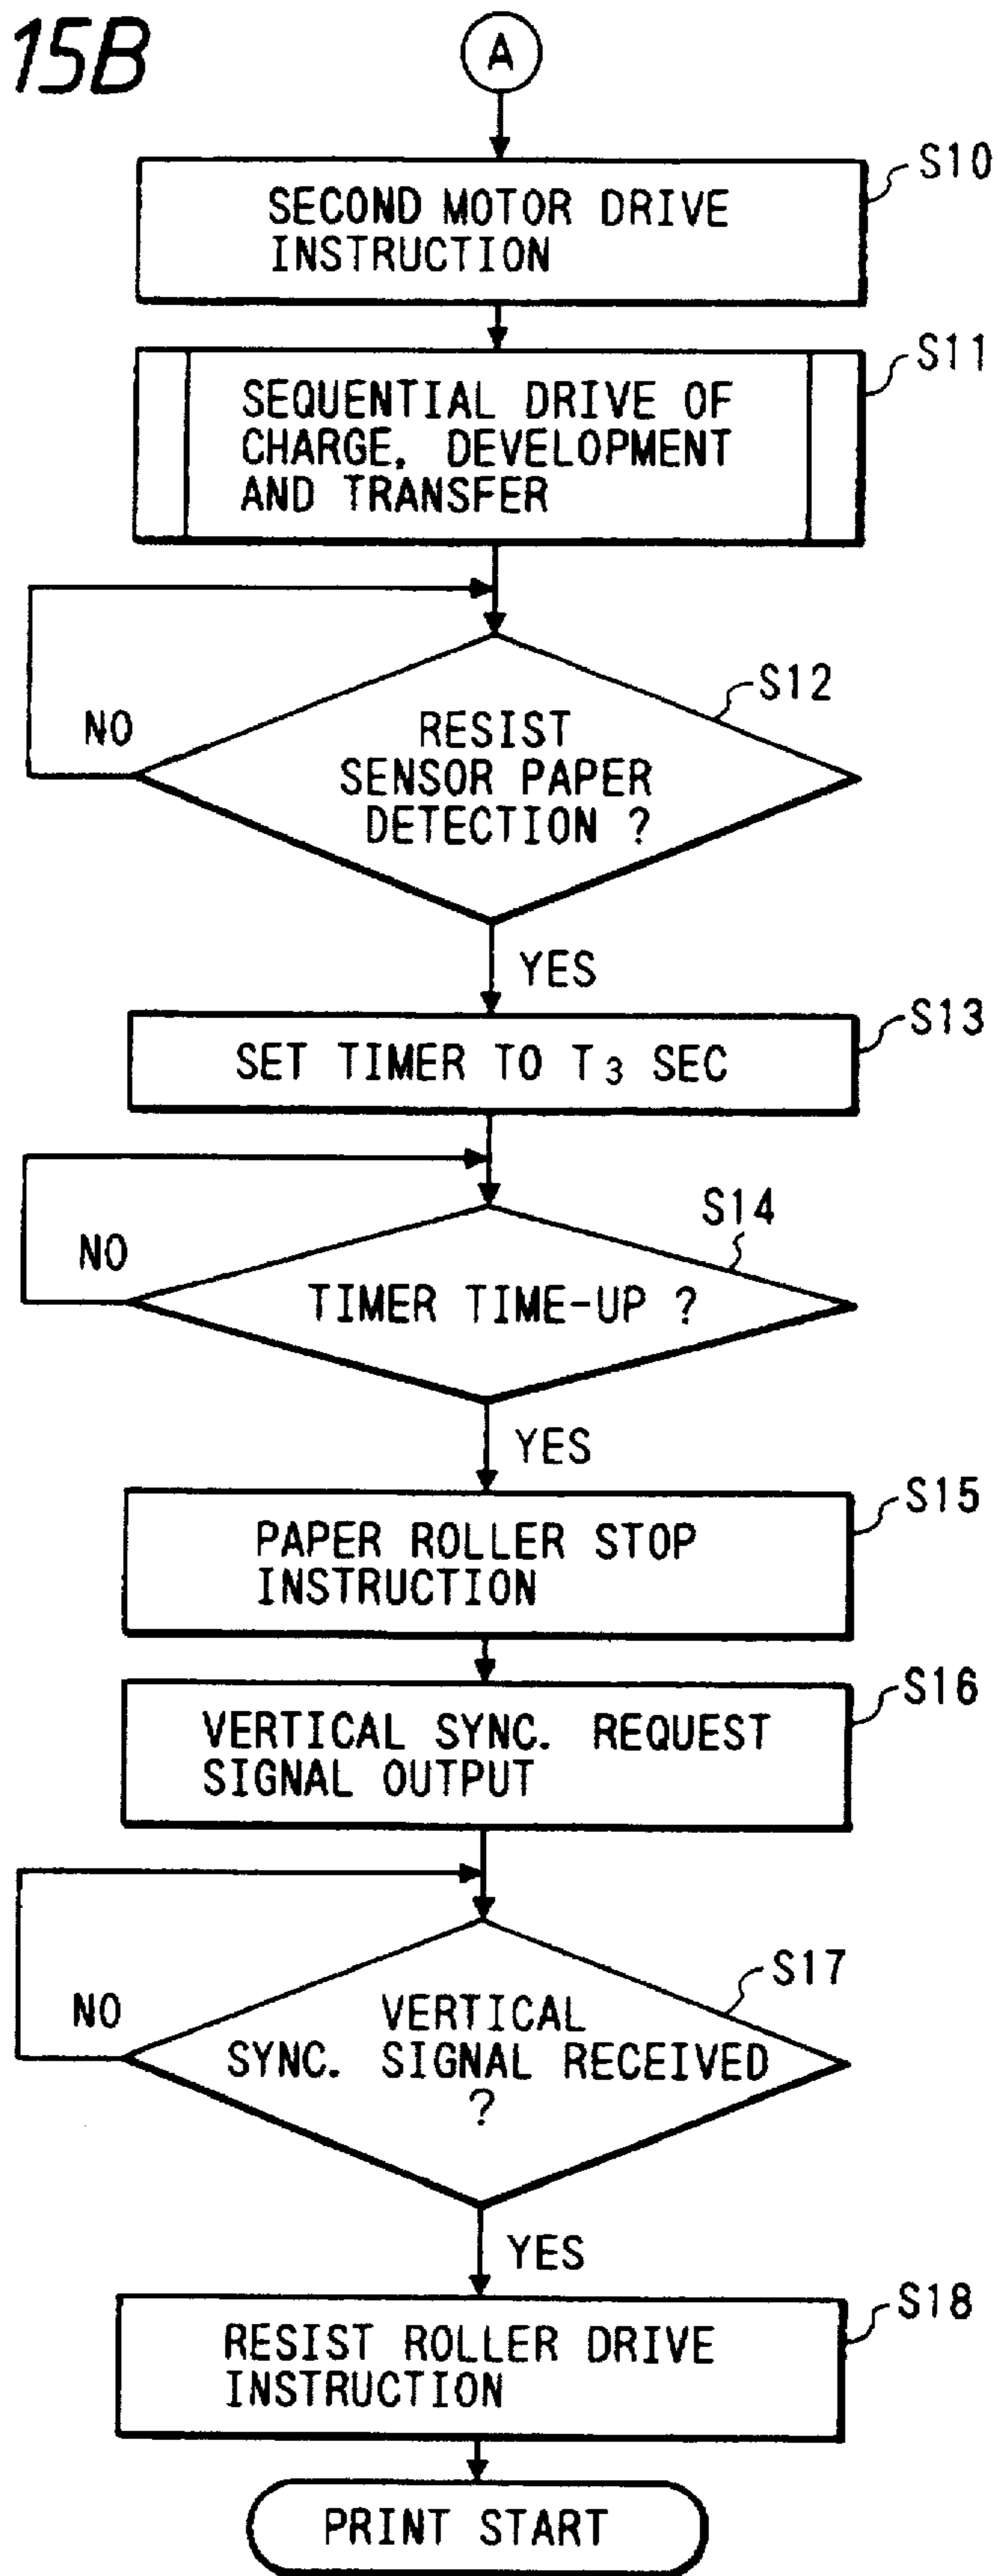 15B
A
S10
SECOND MOTOR DRIVE
INSTRUCTION
S11
SEQUENTIAL DRIVE OF
CHARGE, DEVELOPMENT
AND TRANSFER
S12
NO
RESIST
SENSOR PAPER
DETECTION ?
YES
S13
SET TIMER TO T3 SEC
S14
NO
TIMER TIME-UP ?
YES
S15
PAPER ROLLER STOP
INSTRUCTION
S16
VERTICAL SYNC. REQUEST
SIGNAL OUTPUT
S17
NO
VERTICAL
SYNC. SIGNAL RECEIVED
?
YES
S18
RESIST ROLLER DRIVE
INSTRUCTION
PRINT START